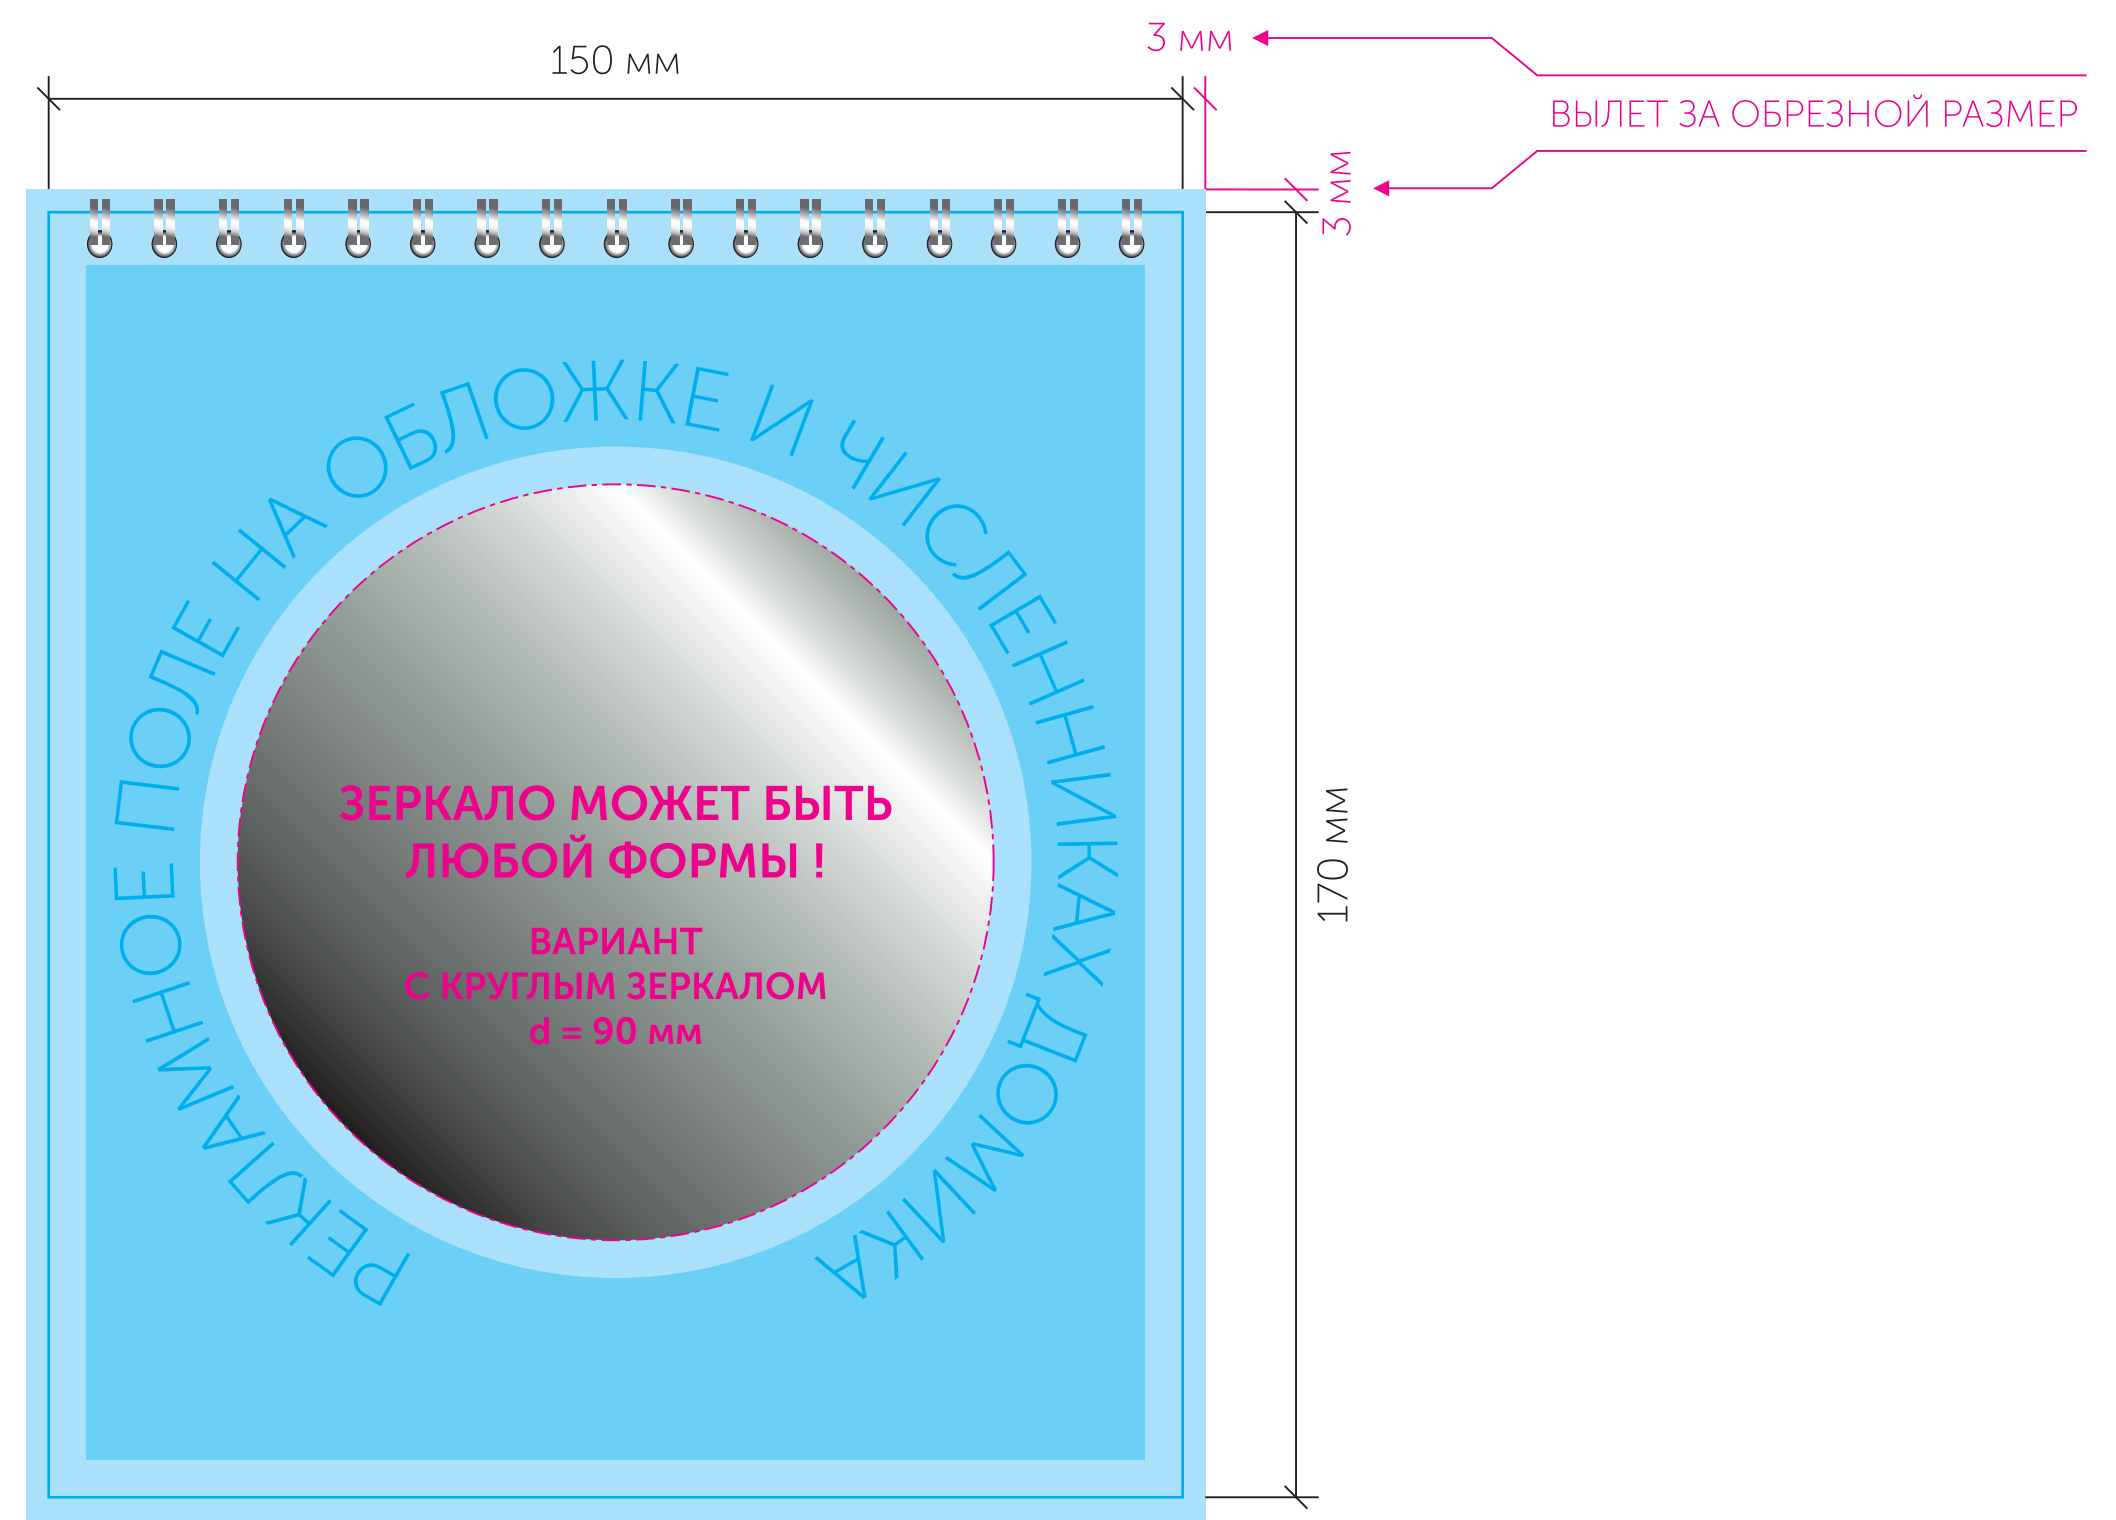 150 мм
3 мм
ВЫЛЕТ ЗА ОБРЕЗНОЙ РАЗМЕР
3 мм
РЕКЛАМНОЕ ПОЛЕ НА ОБЛОЖКЕ И ЧИСЛЕННИКАХ ДОМИКА
ЗЕРКАЛО МОЖЕТ БЫТЬ
ЛЮБОЙ ФОРМЫ !
ВАРИАНТ
С КРУГЛЫМ ЗЕРКАЛОМ
d = 90 мм
170 мм